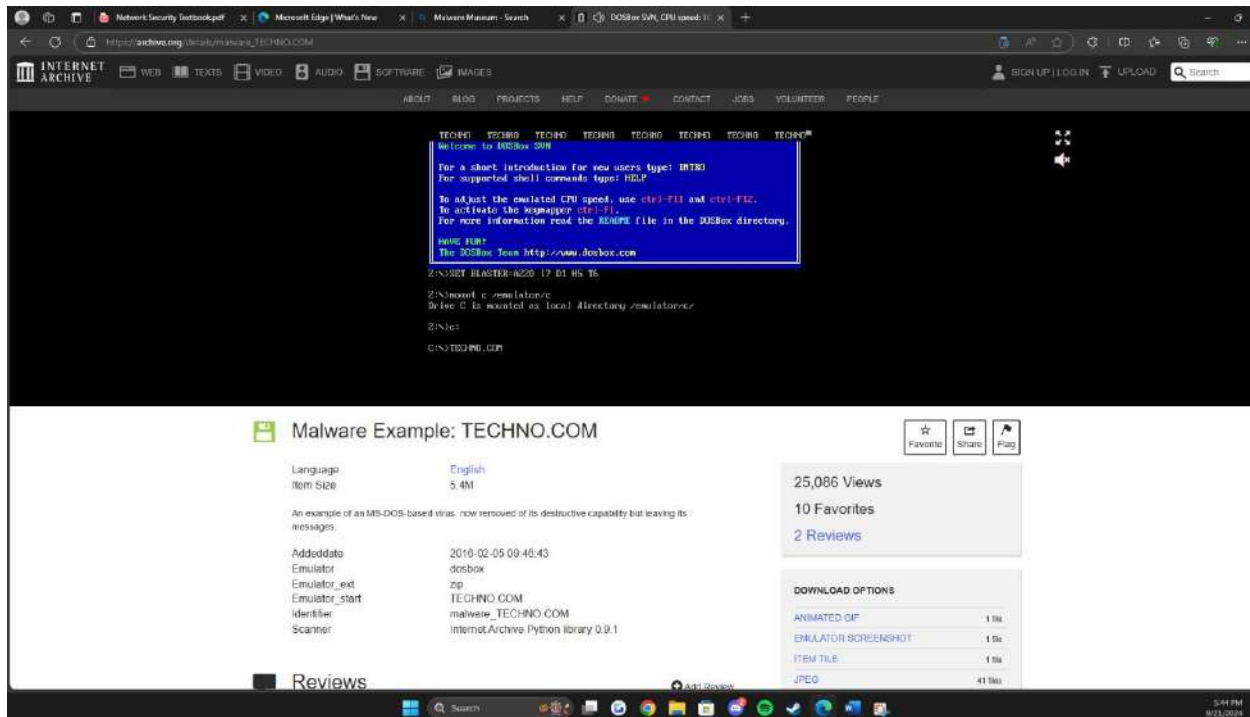 Network Security Textbook.pdf
Microsoft Edge | What's New
Malware Museum - Search
DOSBox SVN, CPU speed:
https://archive.org/details/malware_TECHNO.COM
INTERNET ARCHIVE
WEB TEXTS VIDEO AUDIO SOFTWARE IMAGES
SIGN UP | LOG IN UPLOAD Search
ABOUT BLOG PROJECTS HELP DONATE CONTACT JOBS VOLUNTEER PEOPLE
TECHNO TECHNO TECHNO TECHNO TECHNO TECHNO TECHNO TECHNO
Welcome to DOSBox SVN
For a short introduction for new users type: INTRO
For supported shell commands type: HELP
To adjust the emulated CPU speed, use ctrl-F11 and ctrl-F12.
To activate the keymapper ctrl-F1.
For more information read the README file in the DOSBox directory.
HAVE FUN!
The DOSBox Team http://www.dosbox.com
Z:\>SET BLASTER=A220 I7 D1 H5 T6
Z:\>mount c /emulator/c
Drive C is mounted as local directory /emulator/c/
Z:\>c:
C:\>TECHNO.COM
Malware Example: TECHNO.COM
Favorite Share Flag
Language English
Item Size 5.4M
An example of an MS-DOS-based virus, now removed of its destructive capability but leaving its
messages.
Addeddate 2016-02-05 09:46:43
Emulator dosbox
Emulator_ext zip
Emulator_start TECHNO.COM
Identifier malware_TECHNO.COM
Scanner Internet Archive Python library 0.9.1
25,086 Views
10 Favorites
2 Reviews
DOWNLOAD OPTIONS
ANIMATED GIF 1 file
EMULATOR SCREENSHOT 1 file
ITEM TILE 1 file
JPEG 41 files
Reviews
Add Review
Search
5:44 PM
9/21/2024